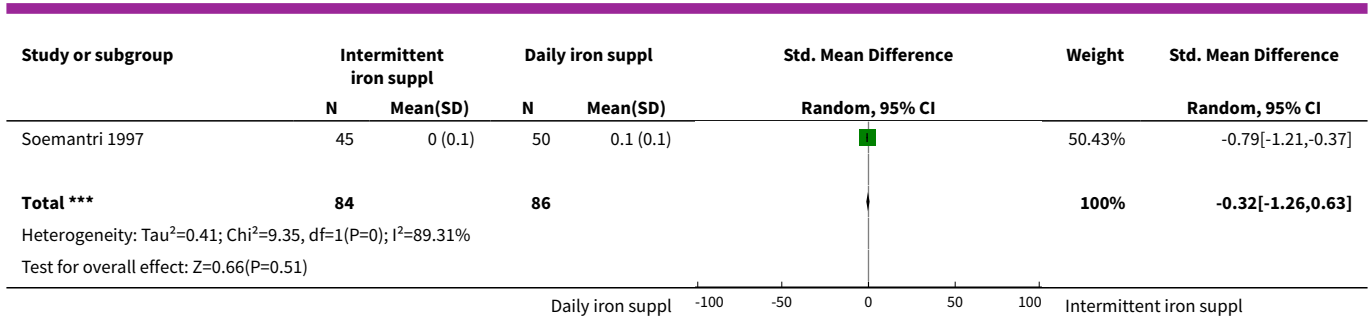 Study or subgroup Intermittent iron suppl Daily iron suppl Std. Mean Difference Weight Std. Mean Difference
N Mean(SD) N Mean(SD) Random, 95% CI Random, 95% CI
Soemantri 1997 45 0 (0.1) 50 0.1 (0.1) 50.43% -0.79[-1.21,-0.37]
Total *** 84 86 100% -0.32[-1.26,0.63]
Heterogeneity: Tau²=0.41; Chi²=9.35, df=1(P=0); I²=89.31%
Test for overall effect: Z=0.66(P=0.51)
Daily iron suppl -100 -50 0 50 100 Intermittent iron suppl